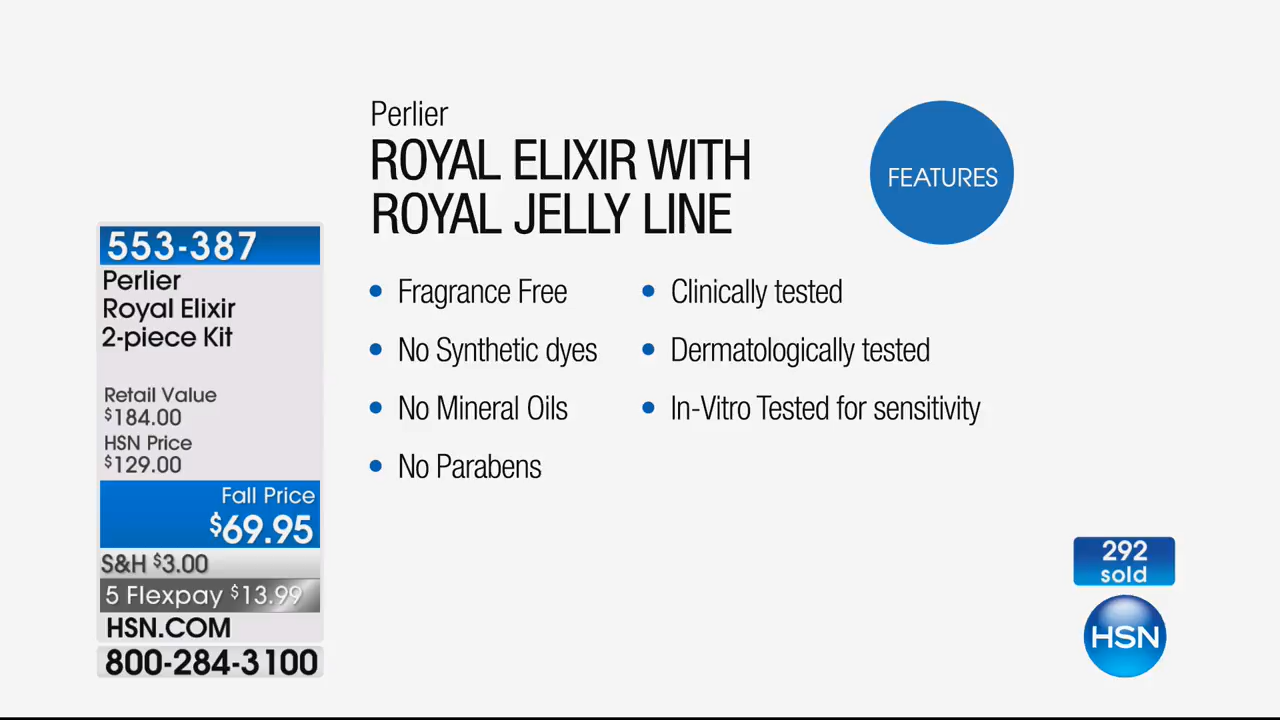 Perlier
ROYAL ELIXIR WITH
ROYAL JELLY LINE
FEATURES
• Fragrance Free
• No Synthetic dyes
• No Mineral Oils
• No Parabens
• Clinically tested
• Dermatologically tested
• In-Vitro Tested for sensitivity
553-387
Perlier
Royal Elixir
2-piece Kit
Retail Value
$184.00
HSN Price
$129.00
Fall Price
$69.95
S&H $3.00
5 Flexpay $13.99
HSN.COM
800-284-3100
292
sold
HSN